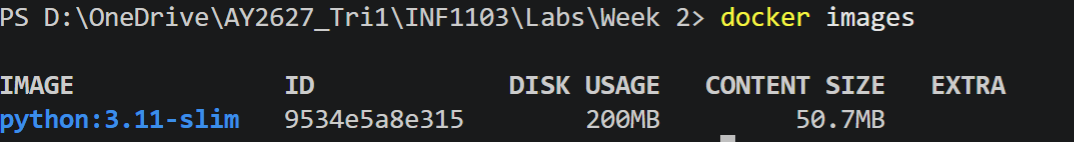 PS D:\OneDrive\AY2627_Tri1\INF1103\Labs\Week 2> docker images
IMAGE ID DISK USAGE CONTENT SIZE EXTRA
python:3.11-slim 9534e5a8e315 200MB 50.7MB